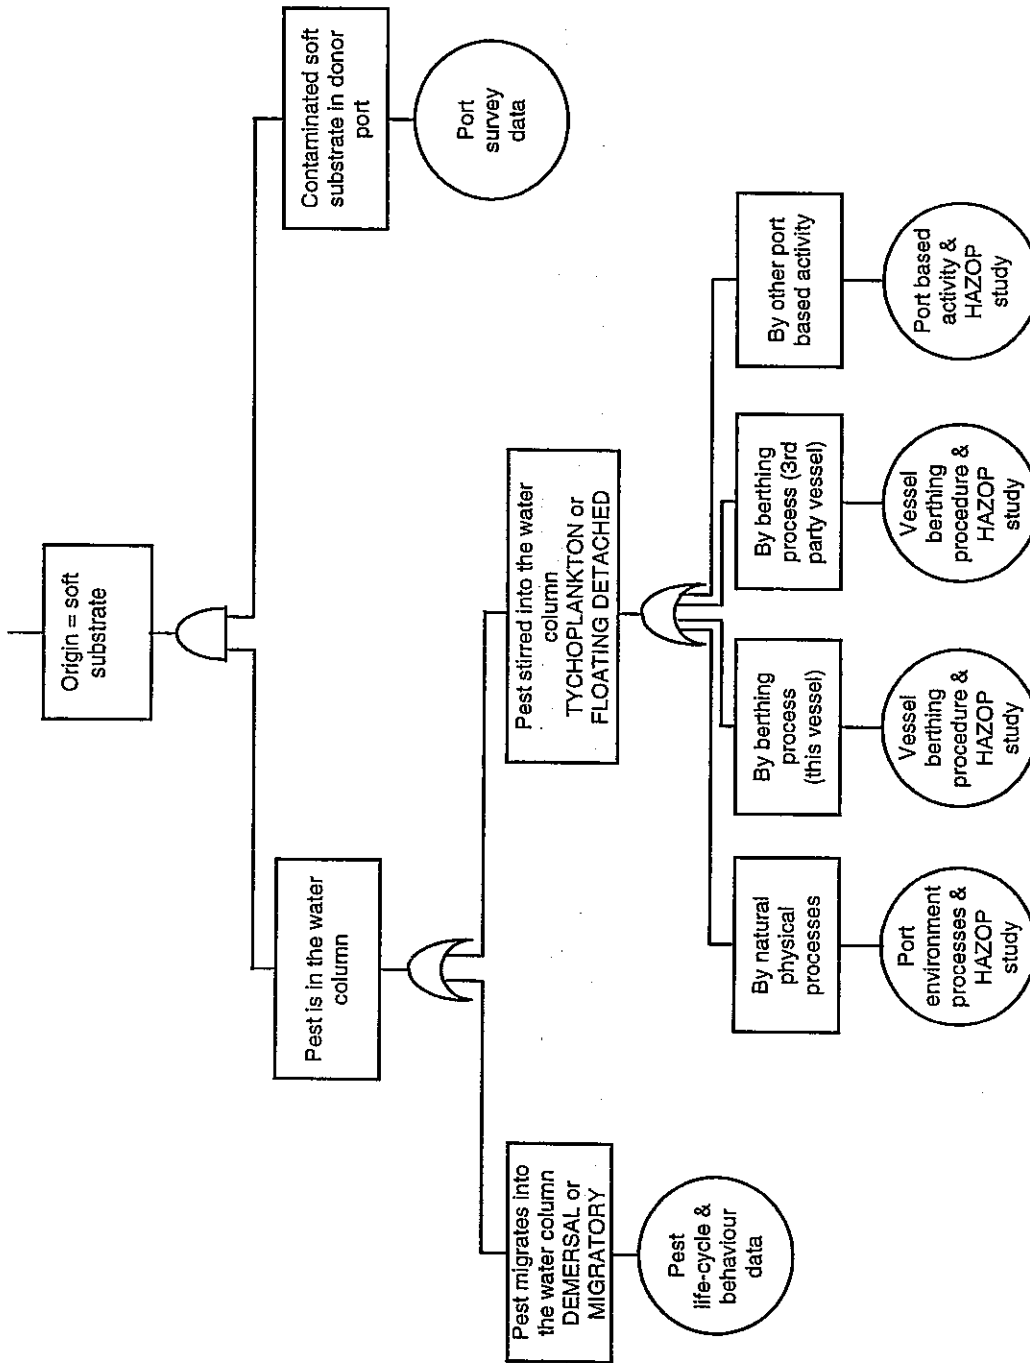 Origin = soft
substrate
Pest is in the water
column
Contaminated soft
substrate in donor
port
Port
survey
data
Pest migrates into
the water column
DEMERSAL or
MIGRATORY
Pest
life-cycle &
behaviour
data
Pest stirred into the water
column
TYCHOPLANKTON or
FLOATING DETACHED
By natural
physical
processes
By berthing
process
(this vessel)
By berthing
process (3rd
party vessel)
By other port
based activity
Port
environment
processes &
HAZOP
study
Vessel
berthing
procedure &
HAZOP
study
Vessel
berthing
procedure &
HAZOP
study
Port based
activity &
HAZOP
study